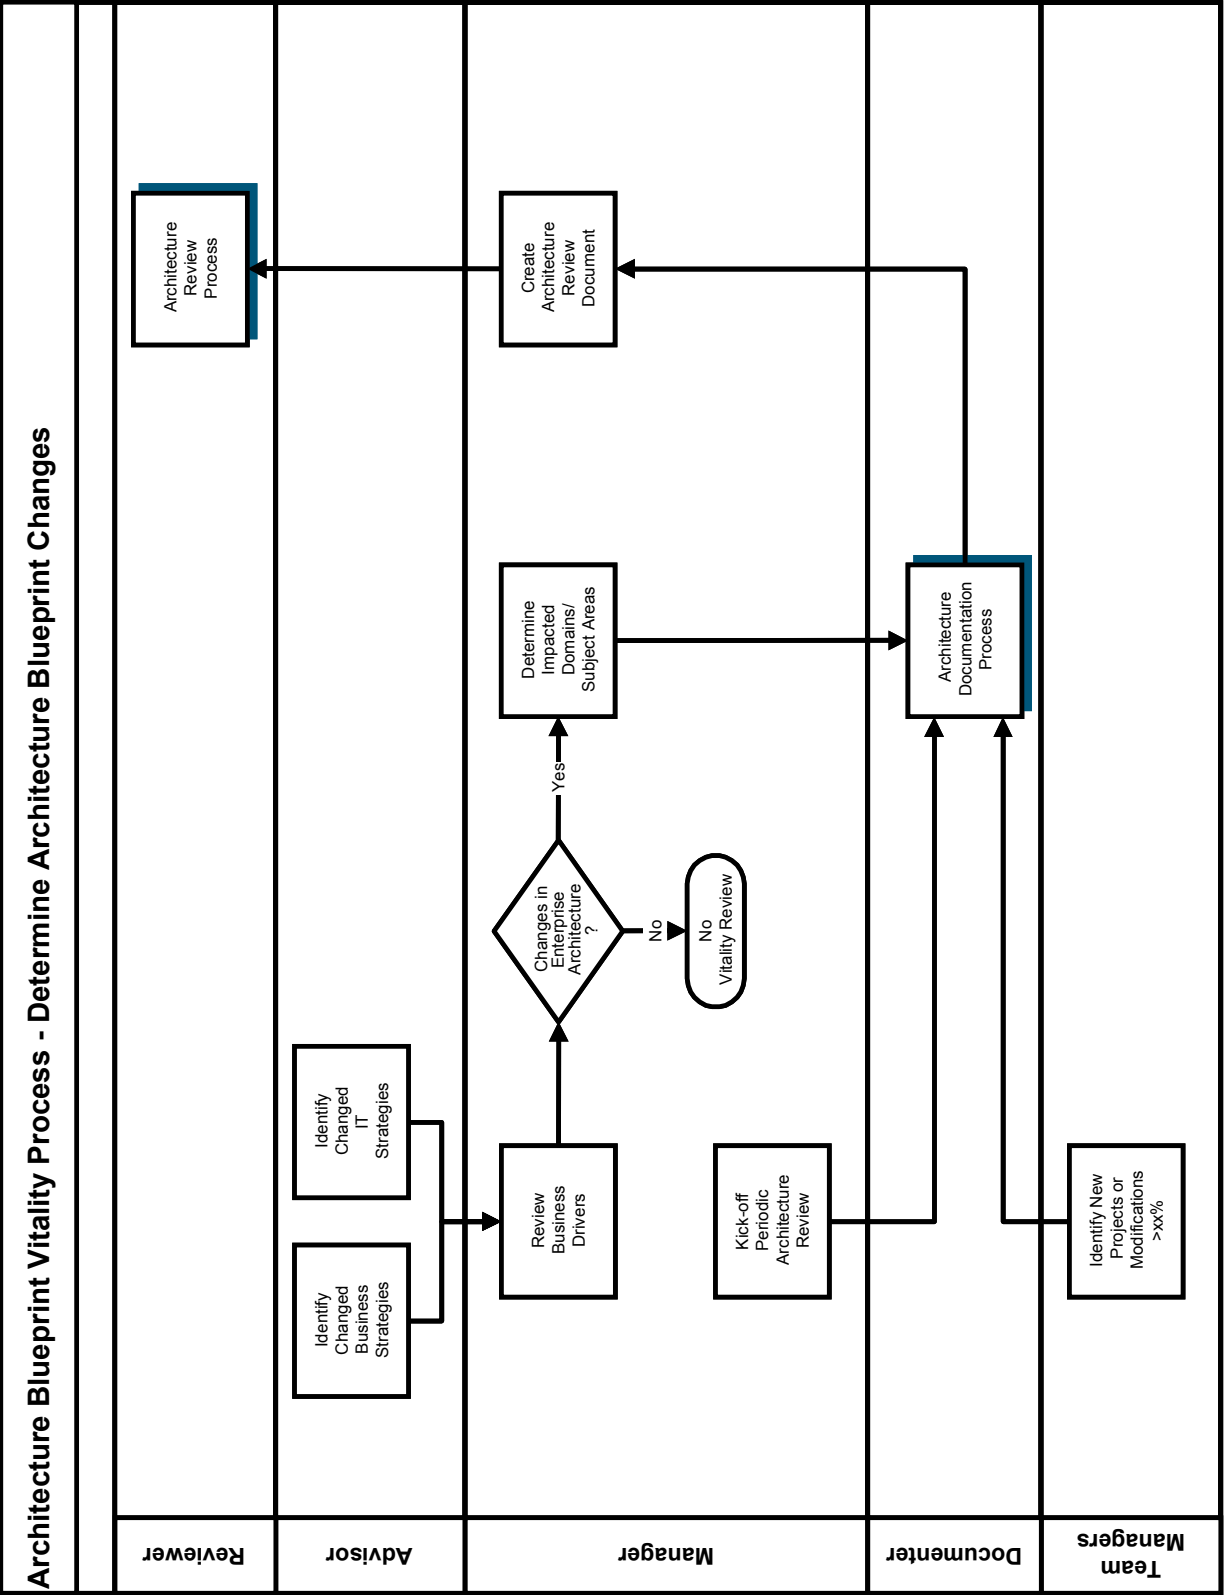 Architecture Blueprint Vitality Process - Determine Architecture Blueprint Changes
Reviewer
Architecture
Review
Process
Advisor
Identify
Changed
Business
Strategies
Identify
Changed
IT
Strategies
Manager
Review
Business
Drivers
Changes in
Enterprise
Architecture
?
Yes
No
No
Vitality Review
Determine
Impacted
Domains/
Subject Areas
Create
Architecture
Review
Document
Kick-off
Periodic
Architecture
Review
Documenter
Architecture
Documentation
Process
Team
Managers
Identify New
Projects or
Modifications
>xx%